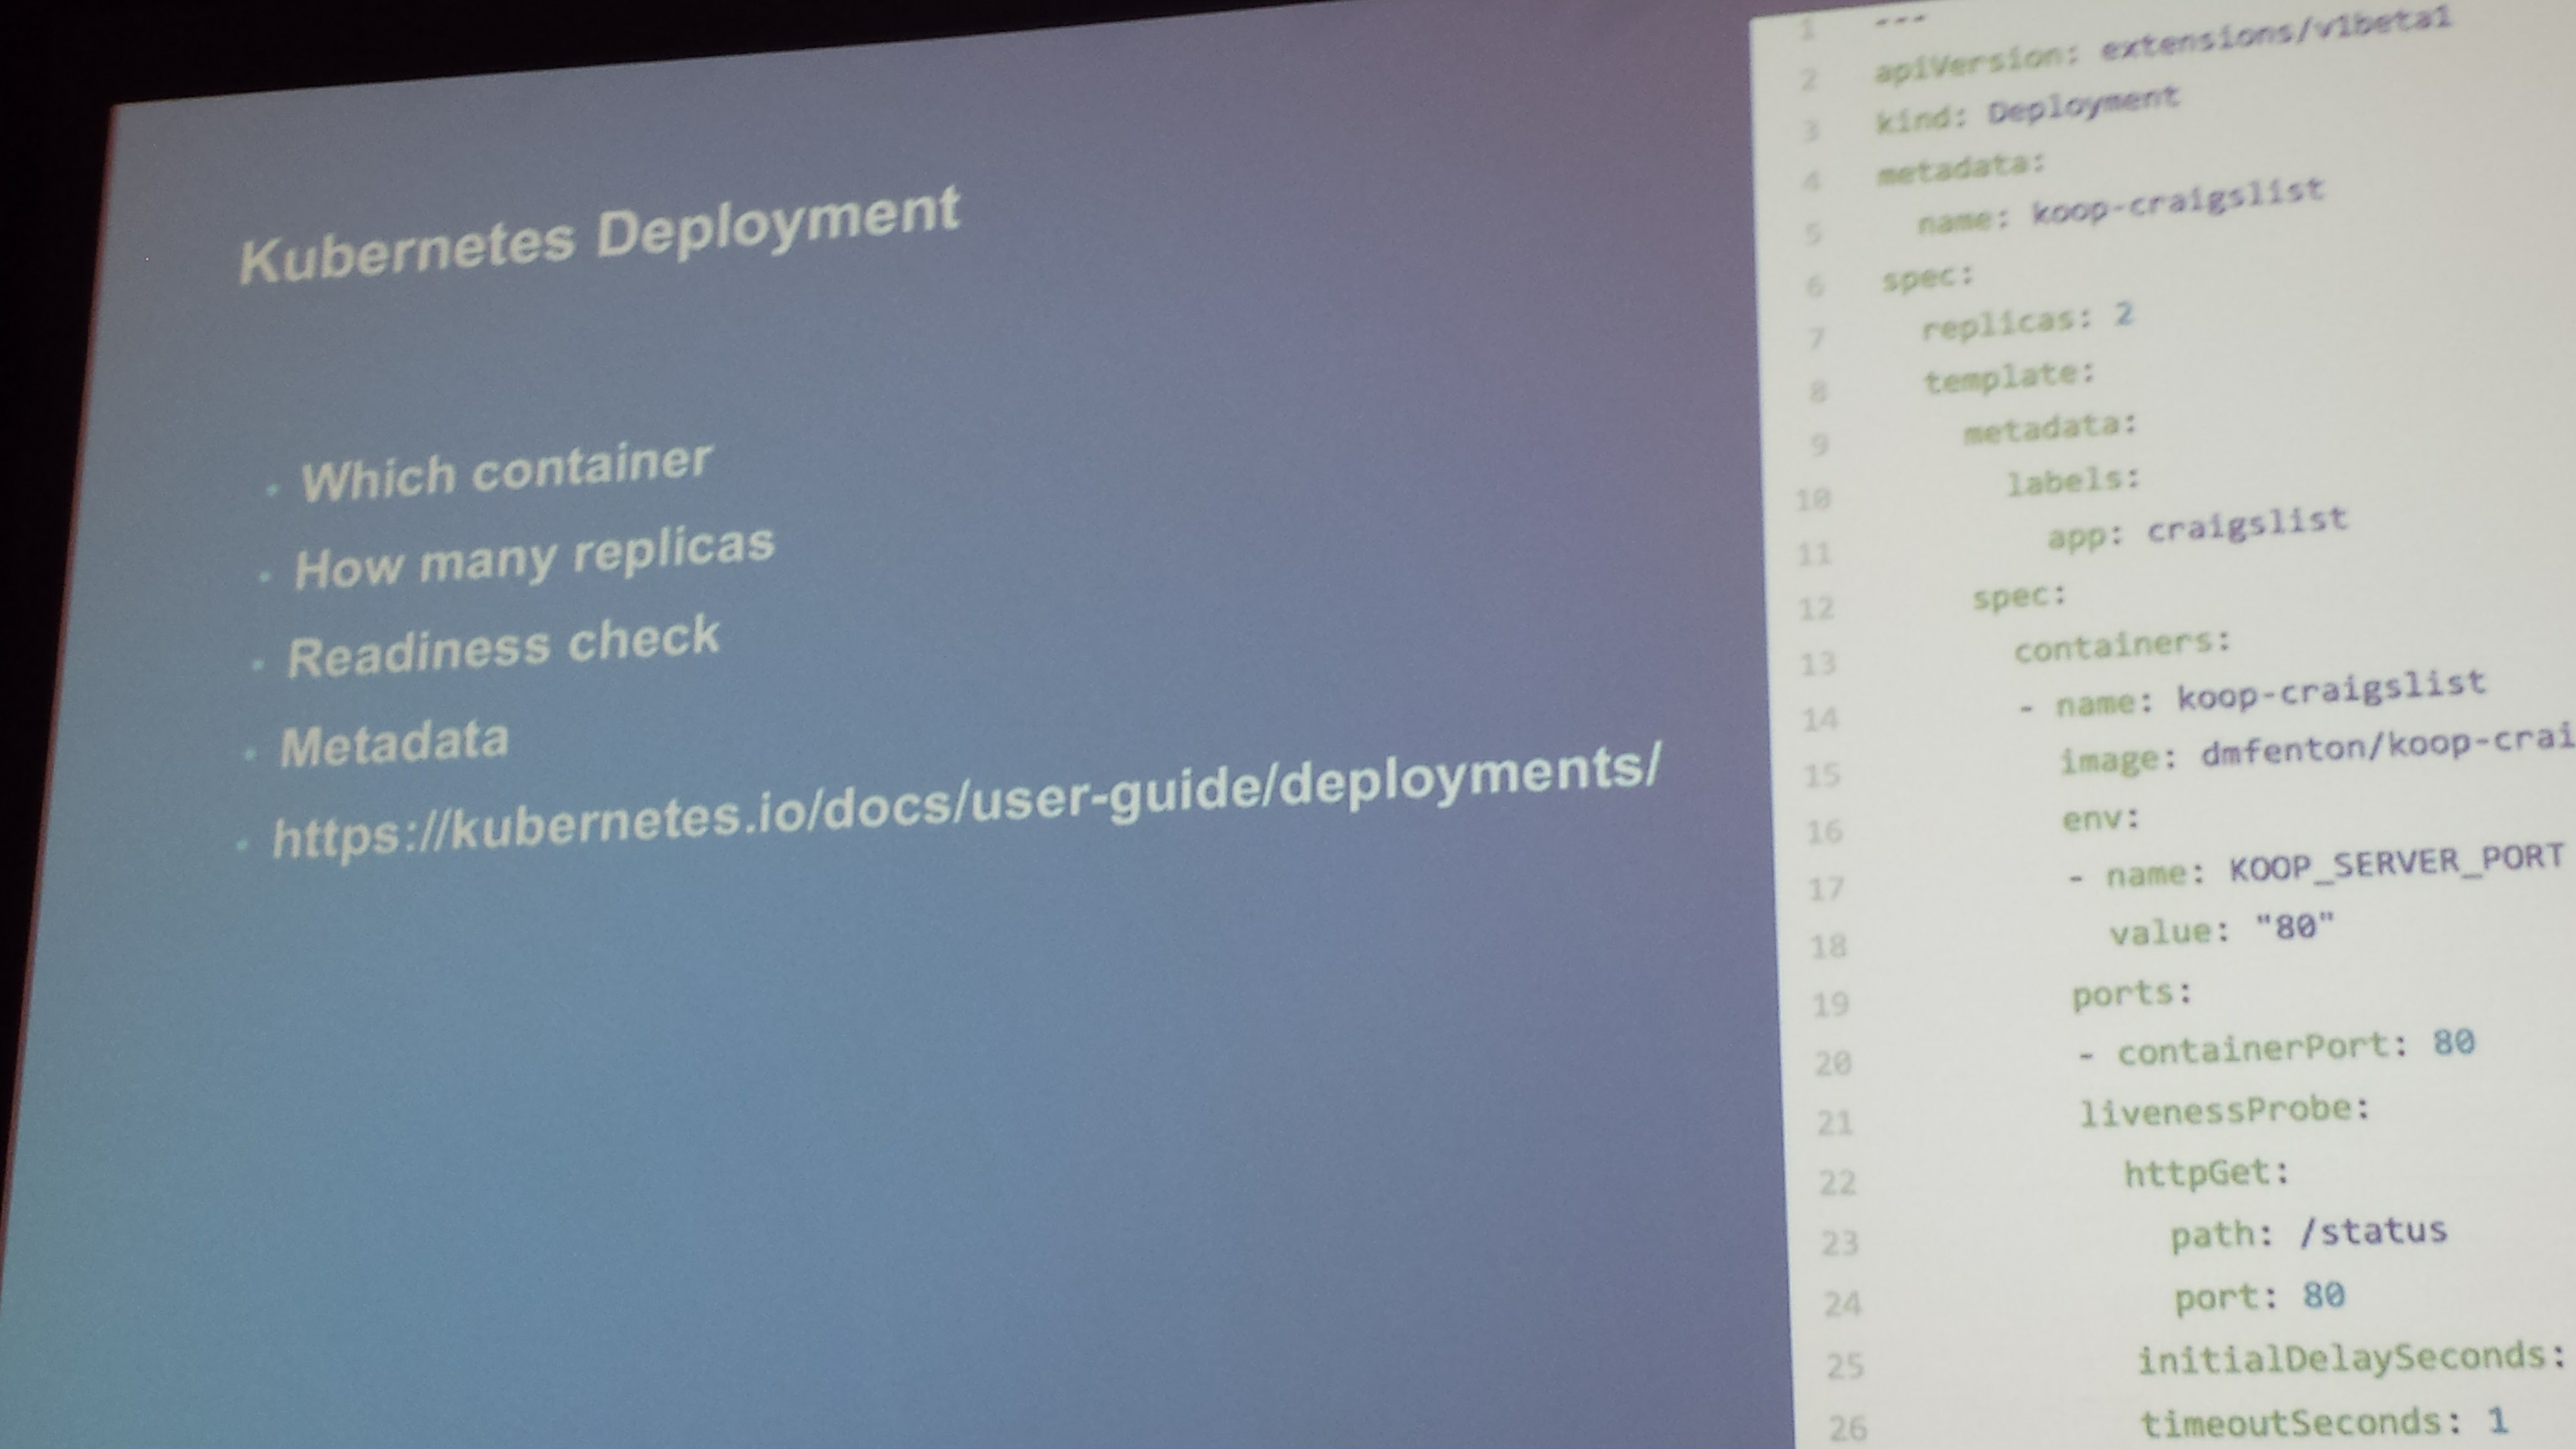 Kubernetes Deployment
• Which container
• How many replicas
• Readiness check
• Metadata
• https://kubernetes.io/docs/user-guide/deployments/
1 ---
2 apiVersion: extensions/v1beta1
3 kind: Deployment
4 metadata:
5   name: koop-craigslist
6 spec:
7   replicas: 2
8   template:
9     metadata:
10       labels:
11         app: craigslist
12     spec:
13       containers:
14       - name: koop-craigslist
15         image: dmfenton/koop-crai
16         env:
17         - name: KOOP_SERVER_PORT
18           value: "80"
19         ports:
20         - containerPort: 80
21         livenessProbe:
22           httpGet:
23             path: /status
24             port: 80
25           initialDelaySeconds:
26           timeoutSeconds: 1